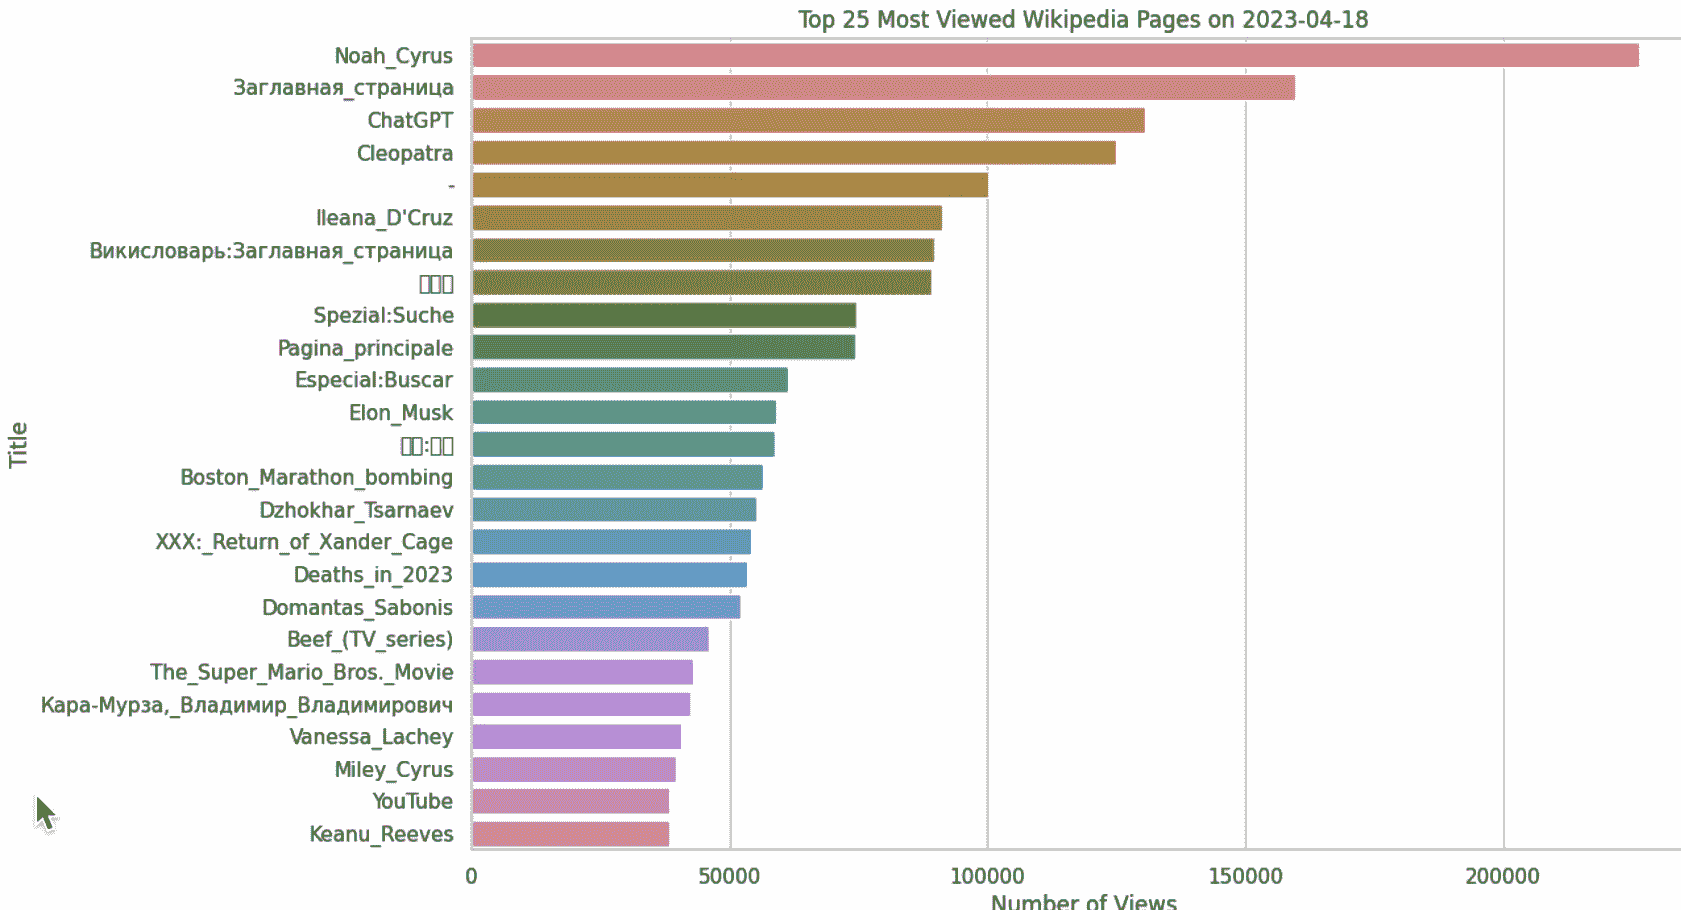 Top 25 Most Viewed Wikipedia Pages on 2023-04-18
Noah_Cyrus
Заглавная_страница
ChatGPT
Cleopatra
-
Ileana_D'Cruz
Викисловарь:Заглавная_страница
Spezial:Suche
Pagina_principale
Especial:Buscar
Elon_Musk
Boston_Marathon_bombing
Dzhokhar_Tsarnaev
XXX:_Return_of_Xander_Cage
Deaths_in_2023
Domantas_Sabonis
Beef_(TV_series)
The_Super_Mario_Bros._Movie
Кара-Мурза,_Владимир_Владимирович
Vanessa_Lachey
Miley_Cyrus
YouTube
Keanu_Reeves
Title
0 50000 100000 150000 200000
Number of Views